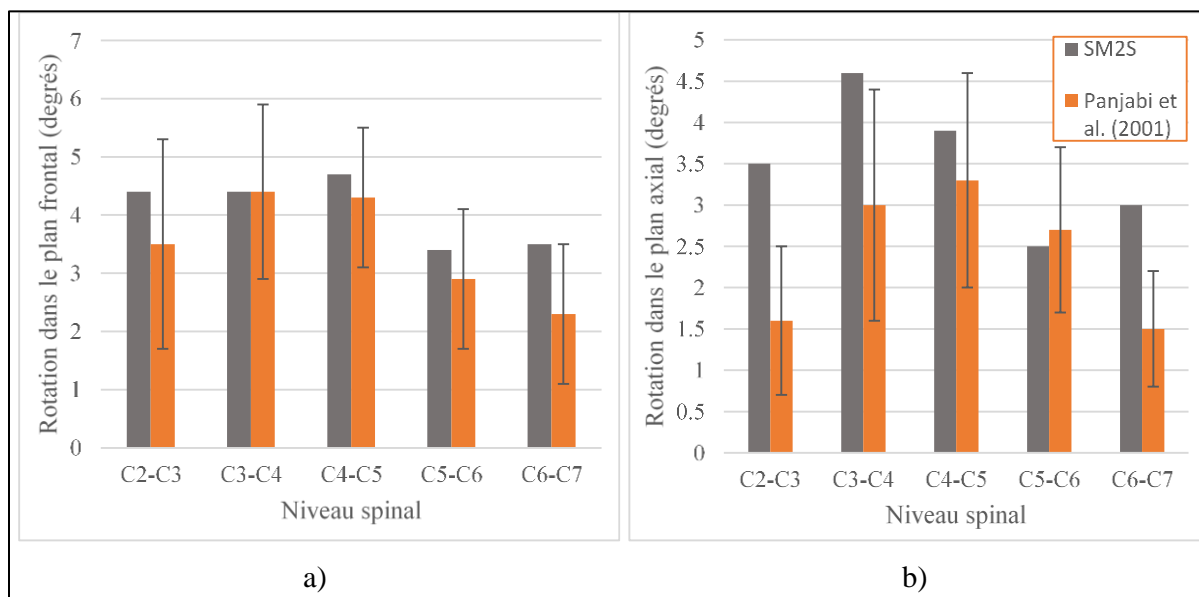 Rotation dans le plan frontal (degrés)
7
6
5
4
3
2
1
0
C2-C3 C3-C4 C4-C5 C5-C6 C6-C7
Niveau spinal
a)
Rotation dans le plan axial (degrés)
5
4.5
4
3.5
3
2.5
2
1.5
1
0.5
0
C2-C3 C3-C4 C4-C5 C5-C6 C6-C7
Niveau spinal
SM2S
Panjabi et
al. (2001)
b)